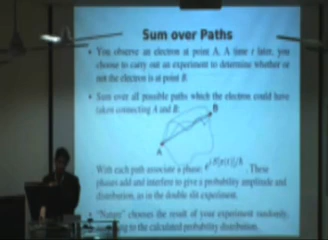 Sum over Paths
• You observe an electron at point A. A time t later, you
choose to carry out an experiment to determine whether or
not the electron is at point B.
• Sum over all possible paths which the electron could have
taken connecting A and B:
B
A
With each path associate a phase: These
phases add and interfere to give a probability amplitude and
distribution, as in the double slit experiment.
• "Nature" chooses the result of your experiment randomly,
to the calculated probability distribution.